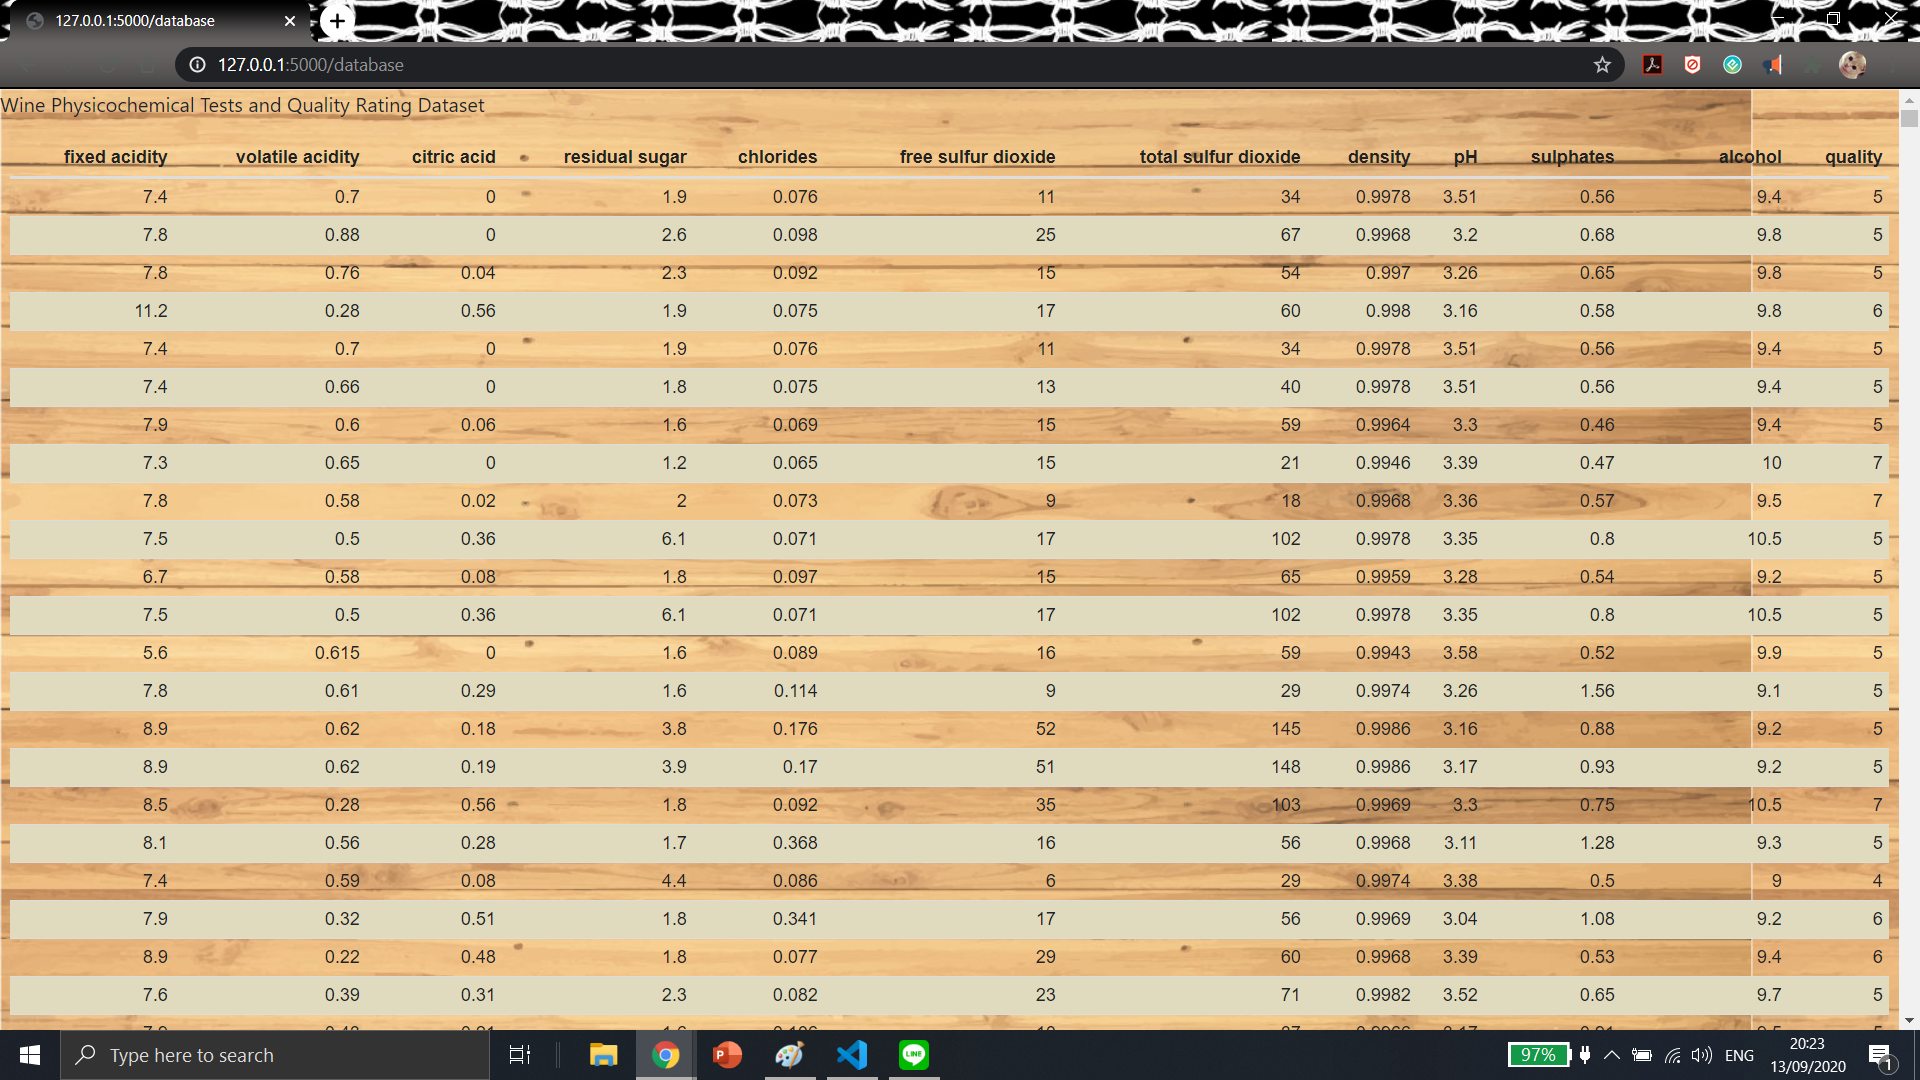 127.0.0.1:5000/database
127.0.0.1:5000/database
Wine Physicochemical Tests and Quality Rating Dataset
fixed acidity volatile acidity citric acid residual sugar chlorides free sulfur dioxide total sulfur dioxide density pH sulphates alcohol quality
7.4 0.7 0 1.9 0.076 11 34 0.9978 3.51 0.56 9.4 5
7.8 0.88 0 2.6 0.098 25 67 0.9968 3.2 0.68 9.8 5
7.8 0.76 0.04 2.3 0.092 15 54 0.997 3.26 0.65 9.8 5
11.2 0.28 0.56 1.9 0.075 17 60 0.998 3.16 0.58 9.8 6
7.4 0.7 0 1.9 0.076 11 34 0.9978 3.51 0.56 9.4 5
7.4 0.66 0 1.8 0.075 13 40 0.9978 3.51 0.56 9.4 5
7.9 0.6 0.06 1.6 0.069 15 59 0.9964 3.3 0.46 9.4 5
7.3 0.65 0 1.2 0.065 15 21 0.9946 3.39 0.47 10 7
7.8 0.58 0.02 2 0.073 9 18 0.9968 3.36 0.57 9.5 7
7.5 0.5 0.36 6.1 0.071 17 102 0.9978 3.35 0.8 10.5 5
6.7 0.58 0.08 1.8 0.097 15 65 0.9959 3.28 0.54 9.2 5
7.5 0.5 0.36 6.1 0.071 17 102 0.9978 3.35 0.8 10.5 5
5.6 0.615 0 1.6 0.089 16 59 0.9943 3.58 0.52 9.9 5
7.8 0.61 0.29 1.6 0.114 9 29 0.9974 3.26 1.56 9.1 5
8.9 0.62 0.18 3.8 0.176 52 145 0.9986 3.16 0.88 9.2 5
8.9 0.62 0.19 3.9 0.17 51 148 0.9986 3.17 0.93 9.2 5
8.5 0.28 0.56 1.8 0.092 35 103 0.9969 3.3 0.75 10.5 7
8.1 0.56 0.28 1.7 0.368 16 56 0.9968 3.11 1.28 9.3 5
7.4 0.59 0.08 4.4 0.086 6 29 0.9974 3.38 0.5 9 4
7.9 0.32 0.51 1.8 0.341 17 56 0.9969 3.04 1.08 9.2 6
8.9 0.22 0.48 1.8 0.077 29 60 0.9968 3.39 0.53 9.4 6
7.6 0.39 0.31 2.3 0.082 23 71 0.9982 3.52 0.65 9.7 5
Type here to search
P
LINE
97%
ENG
20:23
13/09/2020
1